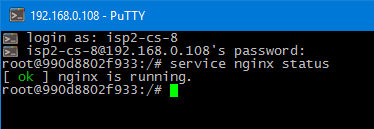 192.168.0.108 - PuTTY
login as: isp2-cs-8
isp2-cs-8@192.168.0.108's password:
root@990d8802f933:/# service nginx status
[ ok ] nginx is running.
root@990d8802f933:/#